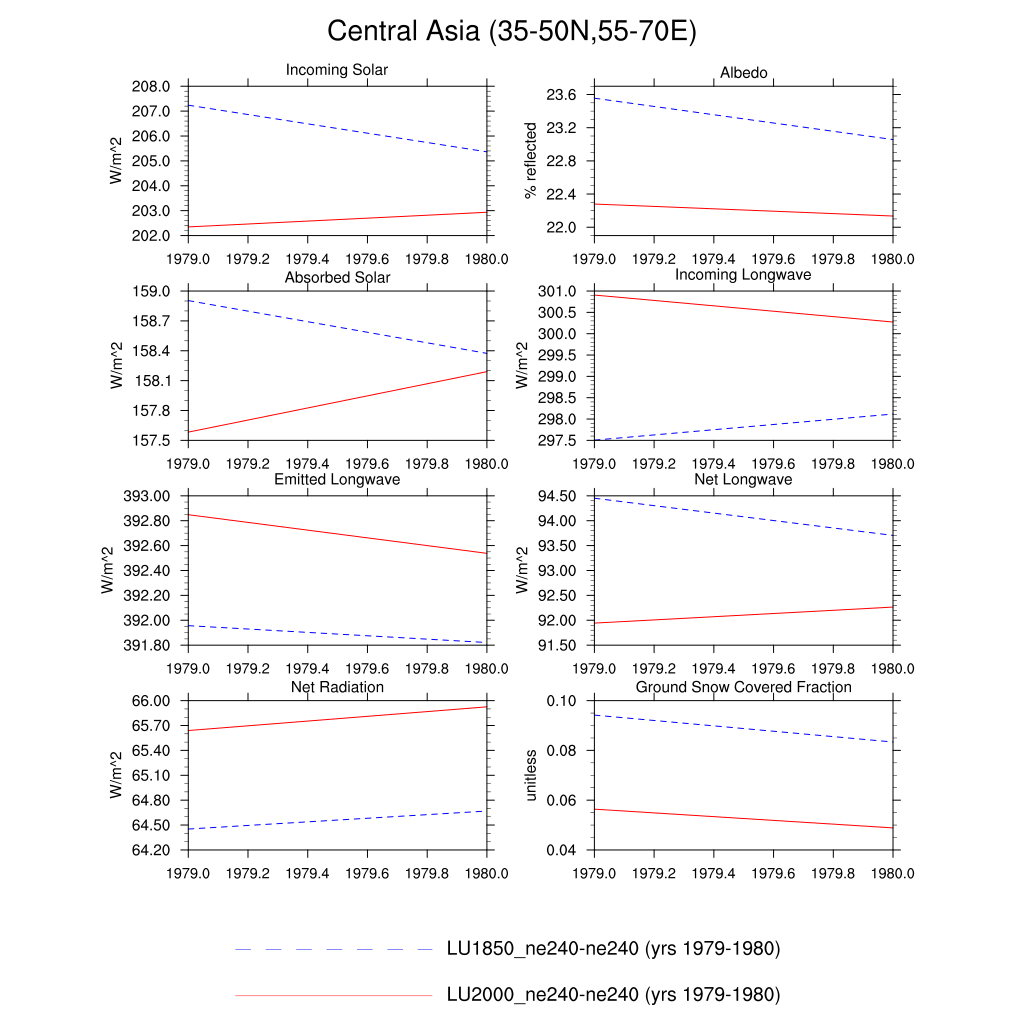 Central Asia (35-50N,55-70E)
Incoming Solar
W/m^2
208.0
207.0
206.0
205.0
204.0
203.0
202.0
1979.0 1979.2 1979.4 1979.6 1979.8 1980.0
Albedo
% reflected
23.6
23.2
22.8
22.4
22.0
1979.0 1979.2 1979.4 1979.6 1979.8 1980.0
Absorbed Solar
W/m^2
159.0
158.7
158.4
158.1
157.8
157.5
1979.0 1979.2 1979.4 1979.6 1979.8 1980.0
Incoming Longwave
W/m^2
301.0
300.5
300.0
299.5
299.0
298.5
298.0
297.5
1979.0 1979.2 1979.4 1979.6 1979.8 1980.0
Emitted Longwave
W/m^2
393.00
392.80
392.60
392.40
392.20
392.00
391.80
1979.0 1979.2 1979.4 1979.6 1979.8 1980.0
Net Longwave
W/m^2
94.50
94.00
93.50
93.00
92.50
92.00
91.50
1979.0 1979.2 1979.4 1979.6 1979.8 1980.0
Net Radiation
W/m^2
66.00
65.70
65.40
65.10
64.80
64.50
64.20
1979.0 1979.2 1979.4 1979.6 1979.8 1980.0
Ground Snow Covered Fraction
unitless
0.10
0.08
0.06
0.04
1979.0 1979.2 1979.4 1979.6 1979.8 1980.0
LU1850_ne240-ne240 (yrs 1979-1980)
LU2000_ne240-ne240 (yrs 1979-1980)